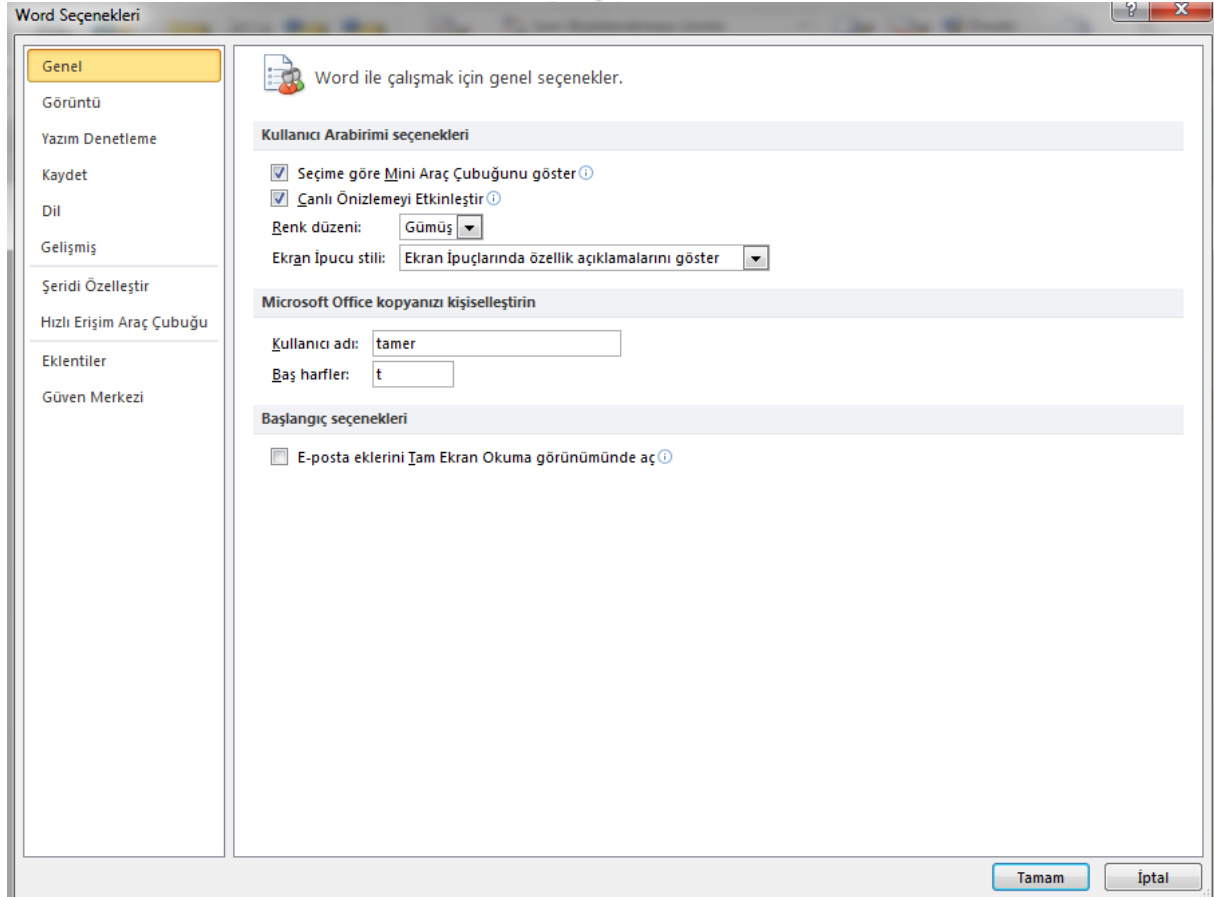 Word Seçenekleri
Genel
Görüntü
Yazım Denetleme
Kaydet
Dil
Gelişmiş
Şeridi Özelleştir
Hızlı Erişim Araç Çubuğu
Eklentiler
Güven Merkezi
Word ile çalışmak için genel seçenekler.
Kullanıcı Arabirimi seçenekleri
Seçime göre Mini Araç Çubuğunu göster
Canlı Önizlemeyi Etkinleştir
Renk düzeni: Gümüş
Ekran İpucu stili: Ekran İpuçlarında özellik açıklamalarını göster
Microsoft Office kopyanızı kişiselleştirin
Kullanıcı adı: tamer
Baş harfler: t
Başlangıç seçenekleri
E-posta eklerini Tam Ekran Okuma görünümünde aç
Tamam İptal